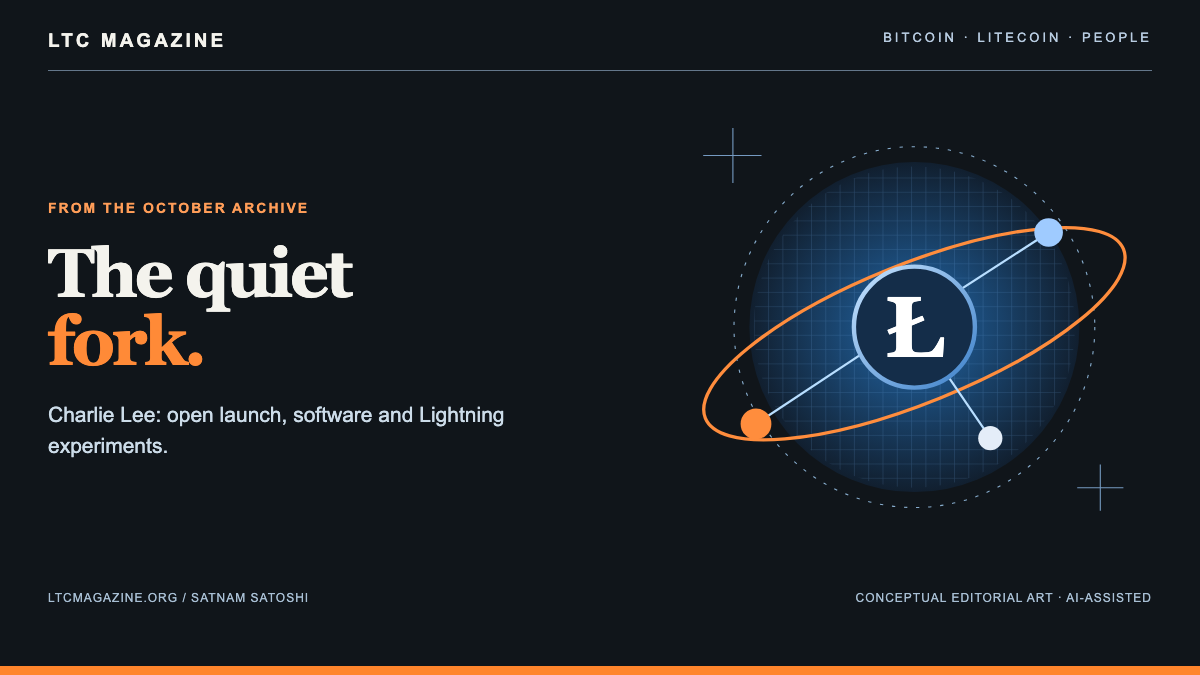 LTC MAGAZINE
BITCOIN · LITECOIN · PEOPLE
FROM THE OCTOBER ARCHIVE
The quiet
fork.
Charlie Lee: open launch, software and Lightning
experiments.
Ł
LTCMAGAZINE.ORG / SATNAM SATOSHI
CONCEPTUAL EDITORIAL ART · AI-ASSISTED